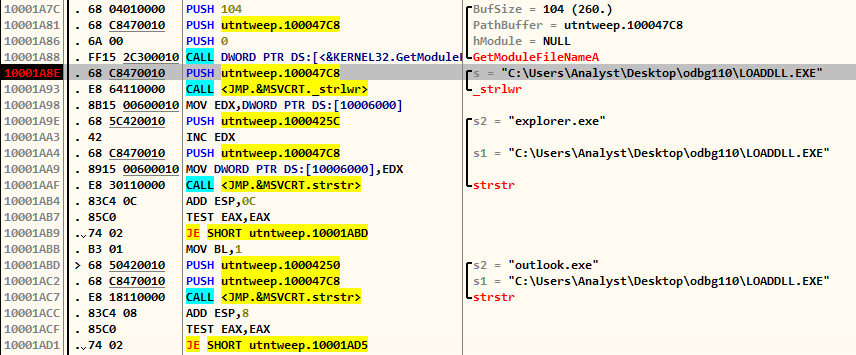 10001A7C . 68 04010000 PUSH 104 BufSize = 104 (260.)
10001A81 . 68 C8470010 PUSH utntweep.100047C8 PathBuffer = utntweep.100047C8
10001A86 . 6A 00 PUSH 0 hModule = NULL
10001A88 . FF15 2C300010 CALL DWORD PTR DS:[<&KERNEL32.GetModuleF GetModuleFileNameA
10001A8E . 68 C8470010 PUSH utntweep.100047C8 s = "C:\Users\Analyst\Desktop\odbg110\LOADDLL.EXE"
10001A93 . E8 64110000 CALL <JMP.&MSVCRT._strlwr> _strlwr
10001A98 . 8B15 00600010 MOV EDX,DWORD PTR DS:[10006000]
10001A9E . 68 5C420010 PUSH utntweep.1000425C s2 = "explorer.exe"
10001AA3 . 42 INC EDX
10001AA4 . 68 C8470010 PUSH utntweep.100047C8 s1 = "C:\Users\Analyst\Desktop\odbg110\LOADDLL.EXE"
10001AA9 . 8915 00600010 MOV DWORD PTR DS:[10006000],EDX
10001AAF . E8 30110000 CALL <JMP.&MSVCRT.strstr> strstr
10001AB4 . 83C4 0C ADD ESP,0C
10001AB7 . 85C0 TEST EAX,EAX
10001AB9 . 74 02 JE SHORT utntweep.10001ABD
10001ABB . B3 01 MOV BL,1
10001ABD > 68 50420010 PUSH utntweep.10004250 s2 = "outlook.exe"
10001AC2 . 68 C8470010 PUSH utntweep.100047C8 s1 = "C:\Users\Analyst\Desktop\odbg110\LOADDLL.EXE"
10001AC7 . E8 18110000 CALL <JMP.&MSVCRT.strstr> strstr
10001ACC . 83C4 08 ADD ESP,8
10001ACF . 85C0 TEST EAX,EAX
10001AD1 . 74 02 JE SHORT utntweep.10001AD5